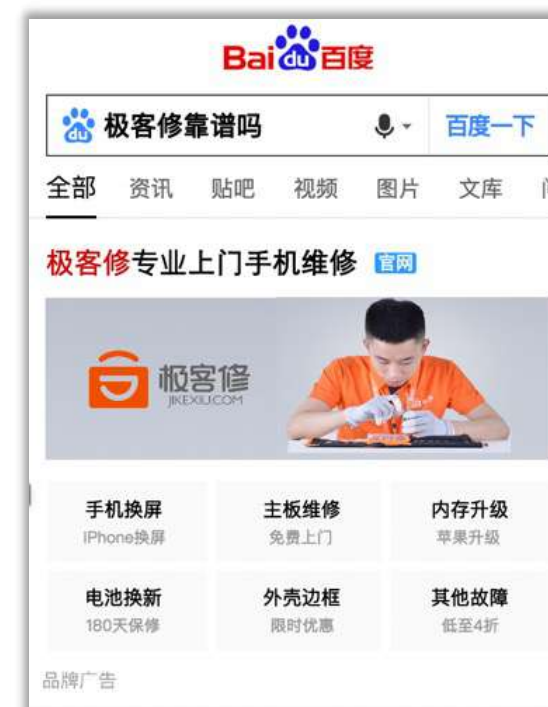 Bai du 百度
du 极客修靠谱吗 百度一下
全部 资讯 贴吧 视频 图片 文库
极客修专业上门手机维修 官网
极客修
JIKEXIU.COM
手机换屏 主板维修 内存升级
iPhone换屏 免费上门 苹果升级
电池换新 外壳边框 其他故障
180天保修 限时优惠 低至4折
品牌广告